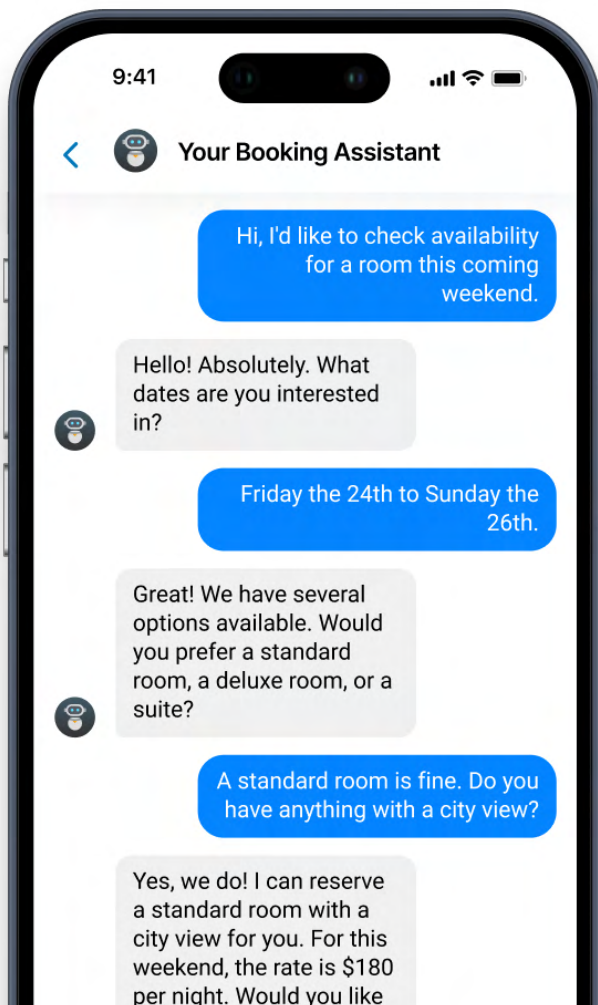 9:41
Your Booking Assistant
Hi, I'd like to check availability
for a room this coming
weekend.
Hello! Absolutely. What
dates are you interested
in?
Friday the 24th to Sunday the
26th.
Great! We have several
options available. Would
you prefer a standard
room, a deluxe room, or a
suite?
A standard room is fine. Do you
have anything with a city view?
Yes, we do! I can reserve
a standard room with a
city view for you. For this
weekend, the rate is $180
per night. Would you like